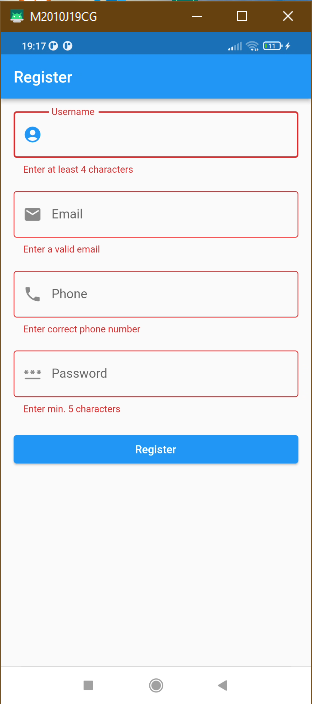 M2010J19CG
19:17
11
Register
Username
Enter at least 4 characters
Email
Enter a valid email
Phone
Enter correct phone number
Password
Enter min. 5 characters
Register